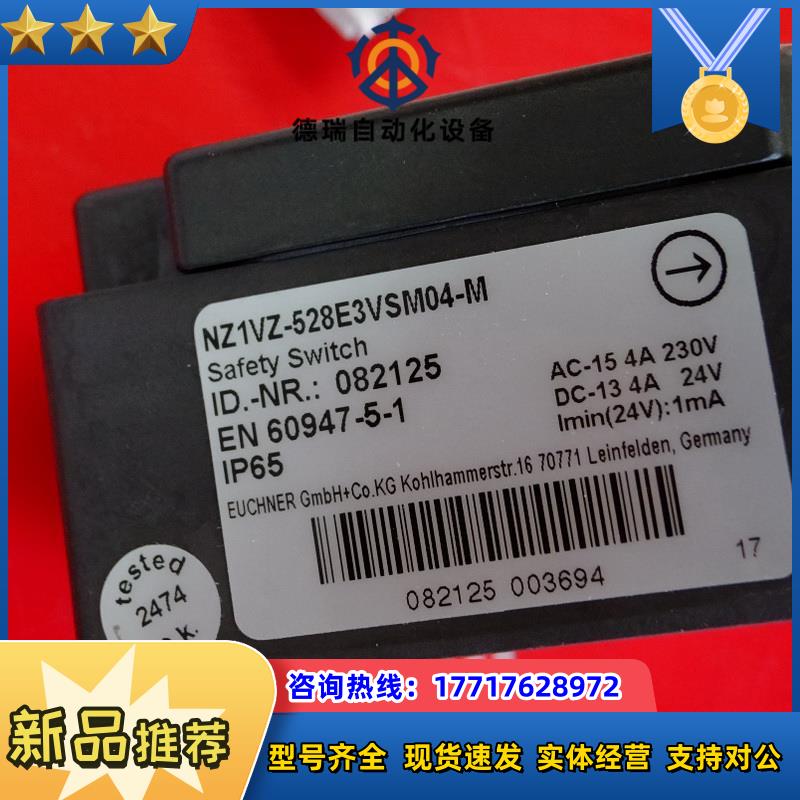 德瑞自动化设备
NZ1VZ-528E3VSM04-M
Safety Switch
ID.-NR.: 082125
EN 60947-5-1
IP65
AC-15 4A 230V
DC-13 4A 24V
Imin(24V):1mA
EUCHNER GmbH+Co.KG Kohlhammerstr.16 70771 Leinfelden, Germany
082125 003694
17
tested
2474
k.
咨询热线：17717628972
新品推荐
型号齐全 现货速发 实体经营 支持对公